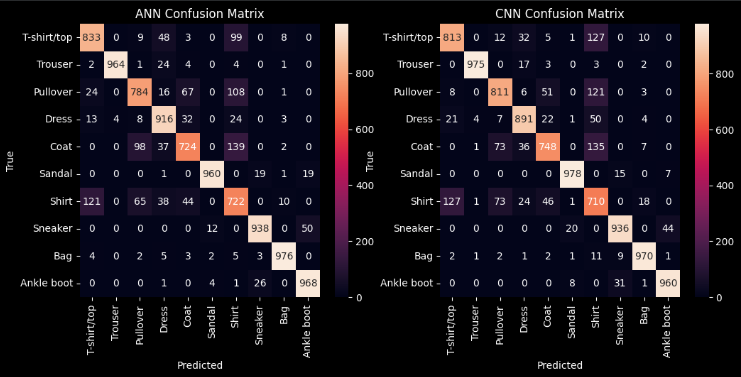 ANN Confusion Matrix CNN Confusion Matrix
T-shirt/top 833 0 9 48 3 0 99 0 8 0 T-shirt/top 813 0 12 32 5 1 127 0 10 0
Trouser 2 964 1 24 4 0 4 0 1 0 Trouser 0 975 0 17 3 0 3 0 2 0
800 800
Pullover 24 0 784 16 67 0 108 0 1 0 Pullover 8 0 811 6 51 0 121 0 3 0
Dress 13 4 8 916 32 0 24 0 3 0 Dress 21 4 7 891 22 1 50 0 4 0
600 600
Coat 0 0 98 37 724 0 139 0 2 0 Coat 0 1 73 36 748 0 135 0 7 0
True True
Sandal 0 0 0 1 0 960 0 19 1 19 Sandal 0 0 0 0 0 978 0 15 0 7
400 400
Shirt 121 0 65 38 44 0 722 0 10 0 Shirt 127 1 73 24 46 1 710 0 18 0
Sneaker 0 0 0 0 0 12 0 938 0 50 Sneaker 0 0 0 0 0 20 0 936 0 44
200 200
Bag 4 0 2 5 3 2 5 3 976 0 Bag 2 1 2 1 2 1 11 9 970 1
Ankle boot 0 0 0 1 0 4 1 26 0 968 Ankle boot 0 0 0 0 0 8 0 31 1 960
0 0
T-shirt/top Trouser Pullover Dress Coat Sandal Shirt Sneaker Bag Ankle boot T-shirt/top Trouser Pullover Dress Coat Sandal Shirt Sneaker Bag Ankle boot
Predicted Predicted